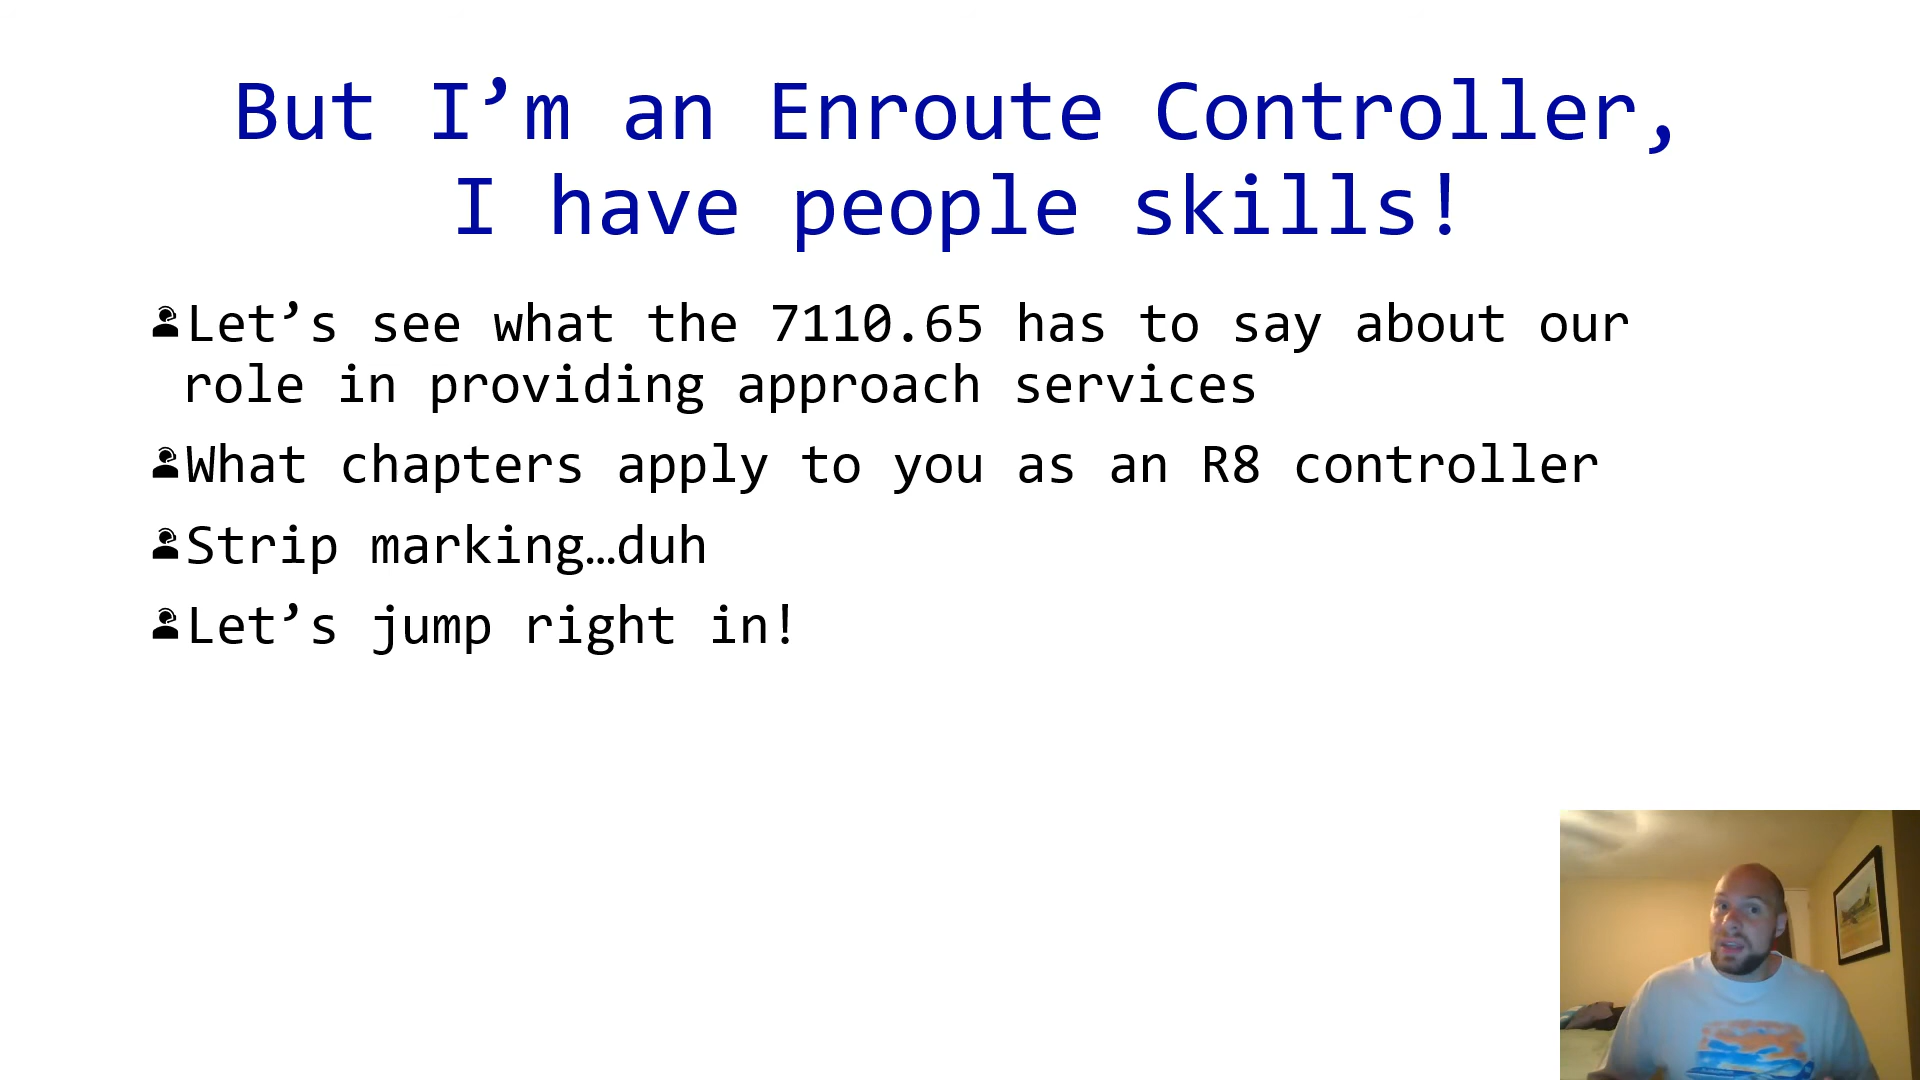 But I’m an Enroute Controller,
I have people skills!
Let’s see what the 7110.65 has to say about our
role in providing approach services
What chapters apply to you as an R8 controller
Strip marking…duh
Let’s jump right in!